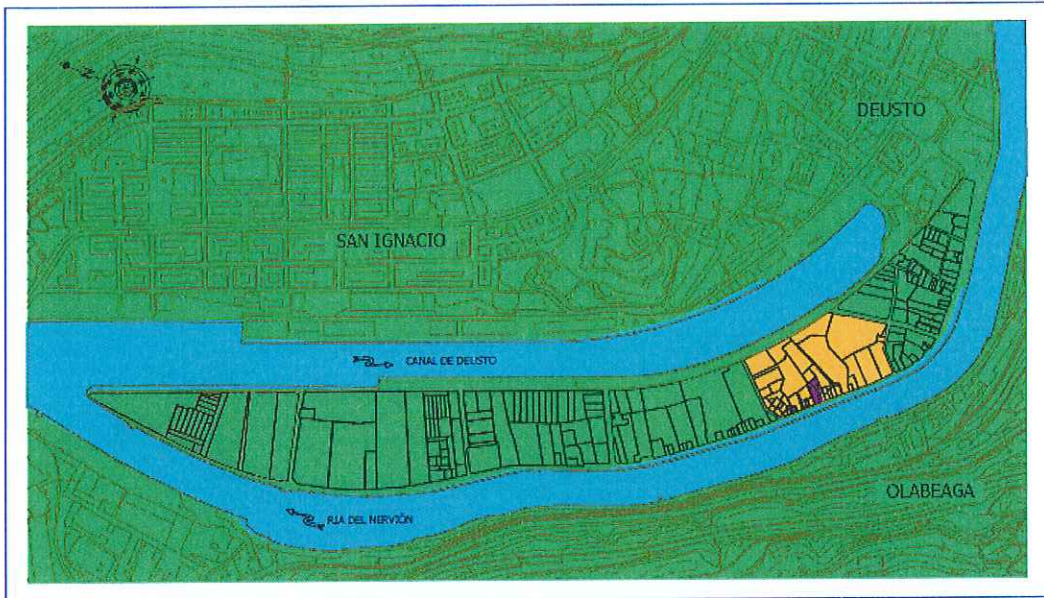 DEUSTO
SAN IGNACIO
CANAL DE DEUSTO
OLABEAGA
RIA DEL NERVIÓN